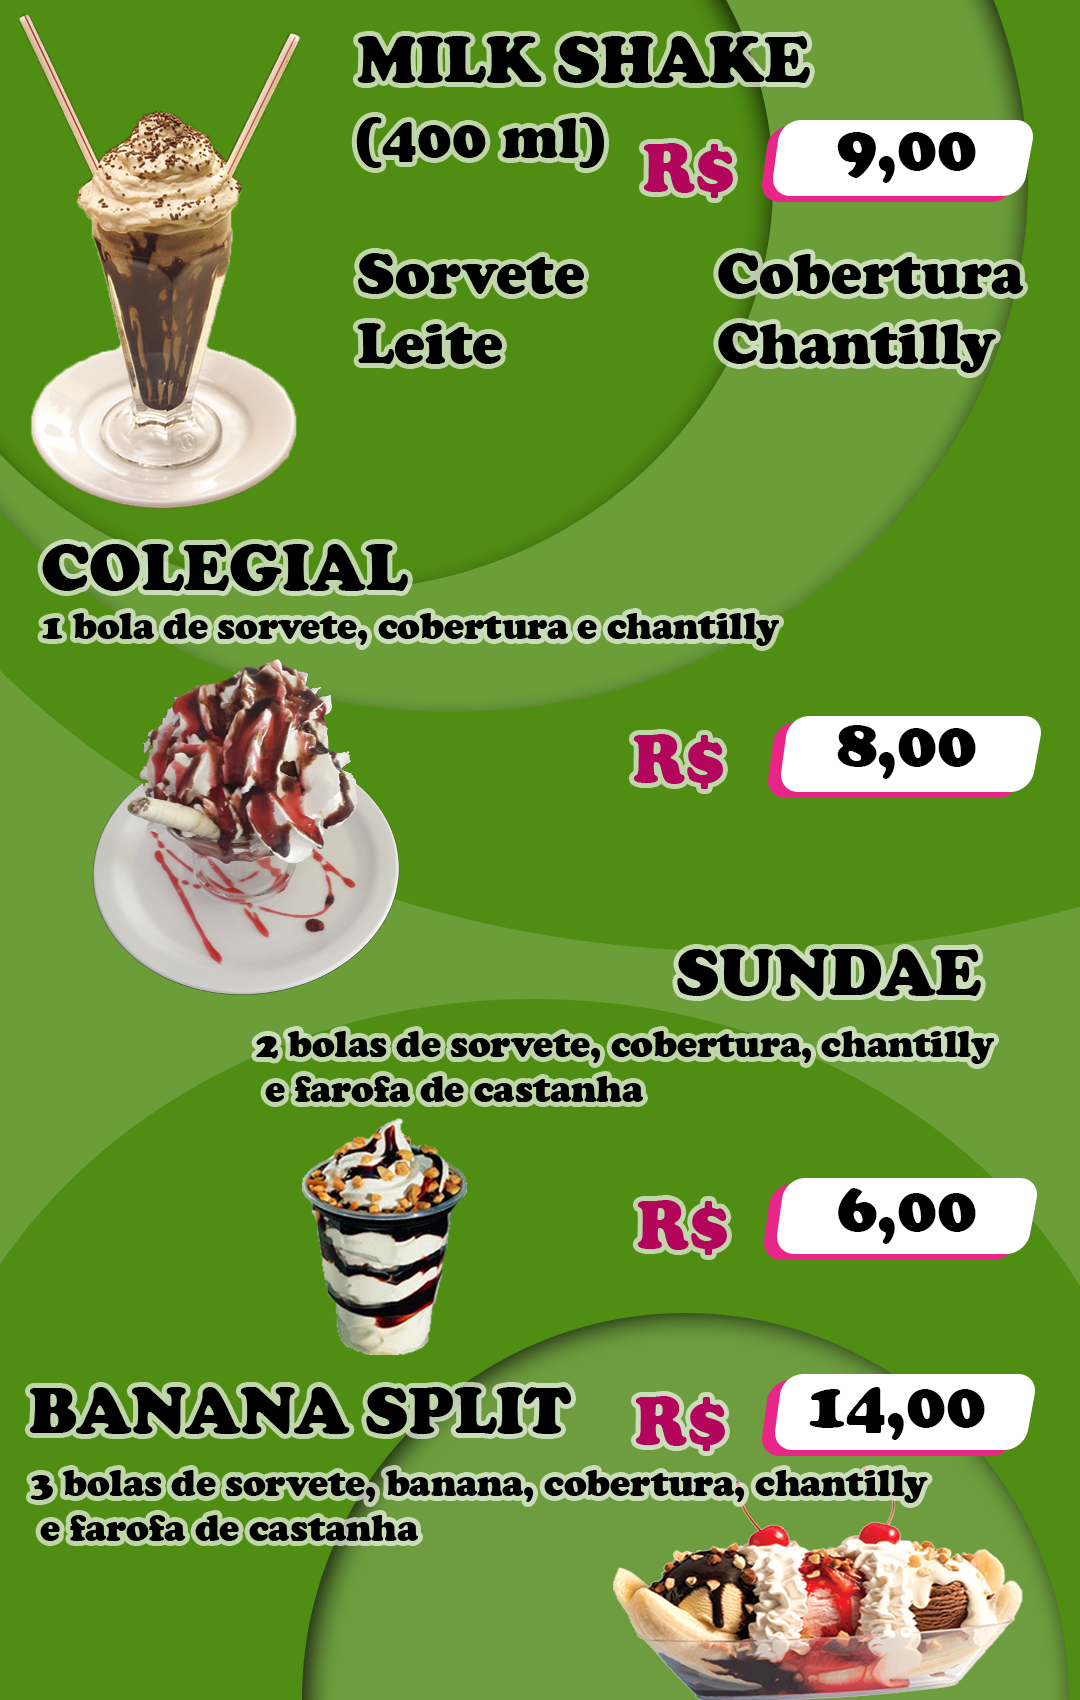 MILK SHAKE
(400 ml)
R$ 9,00
Sorvete
Leite
Cobertura
Chantilly
COLEGIAL
1 bola de sorvete, cobertura e chantilly
R$ 8,00
SUNDAE
2 bolas de sorvete, cobertura, chantilly
e farofa de castanha
R$ 6,00
BANANA SPLIT
R$ 14,00
3 bolas de sorvete, banana, cobertura, chantilly
e farofa de castanha